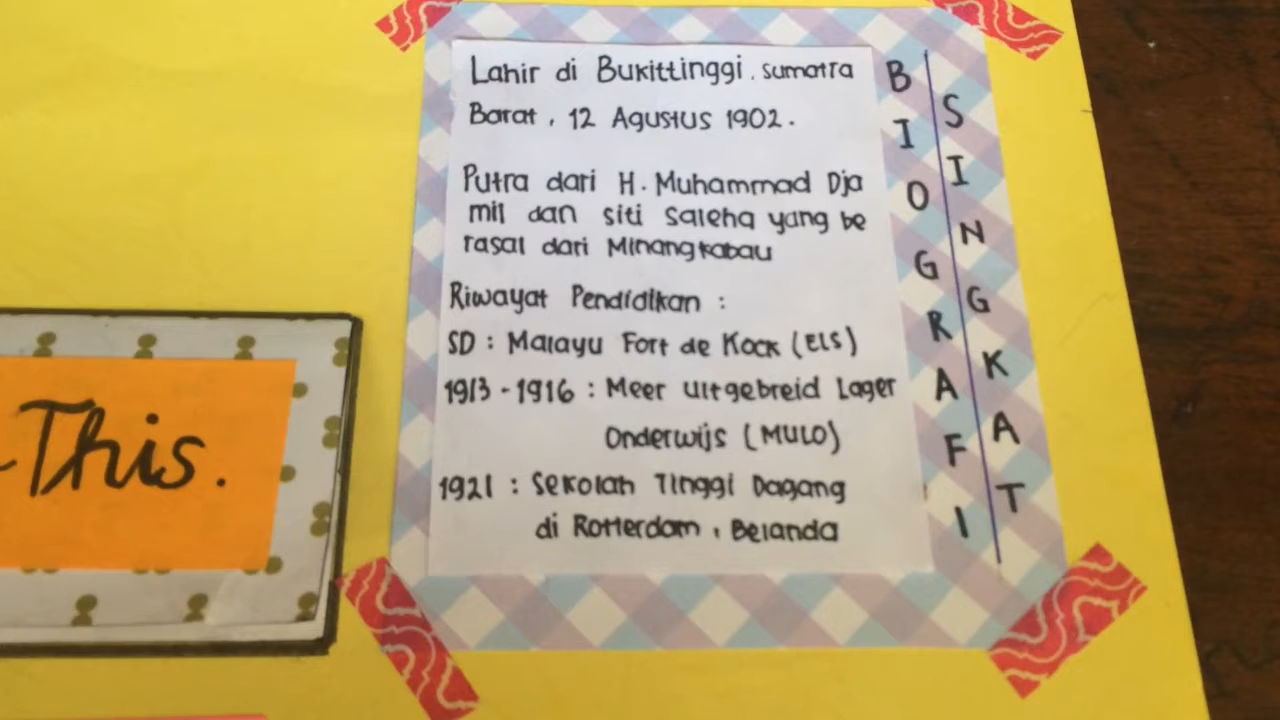 Lahir di Bukittinggi, Sumatra
Barat, 12 Agustus 1902.
Putra dari H. Muhammad Dja
mil dan Siti Saleha yang be
rasal dari Minangkabau
Riwayat Pendidikan :
SD : Malayu Fort de Kock (ELS)
1913 - 1916 : Meer Uitgebreid Lager
Onderwijs (MULO)
1921 : Sekolah Tinggi Dagang
di Rotterdam, Belanda
BIOGRAFI
SINGKAT
This.